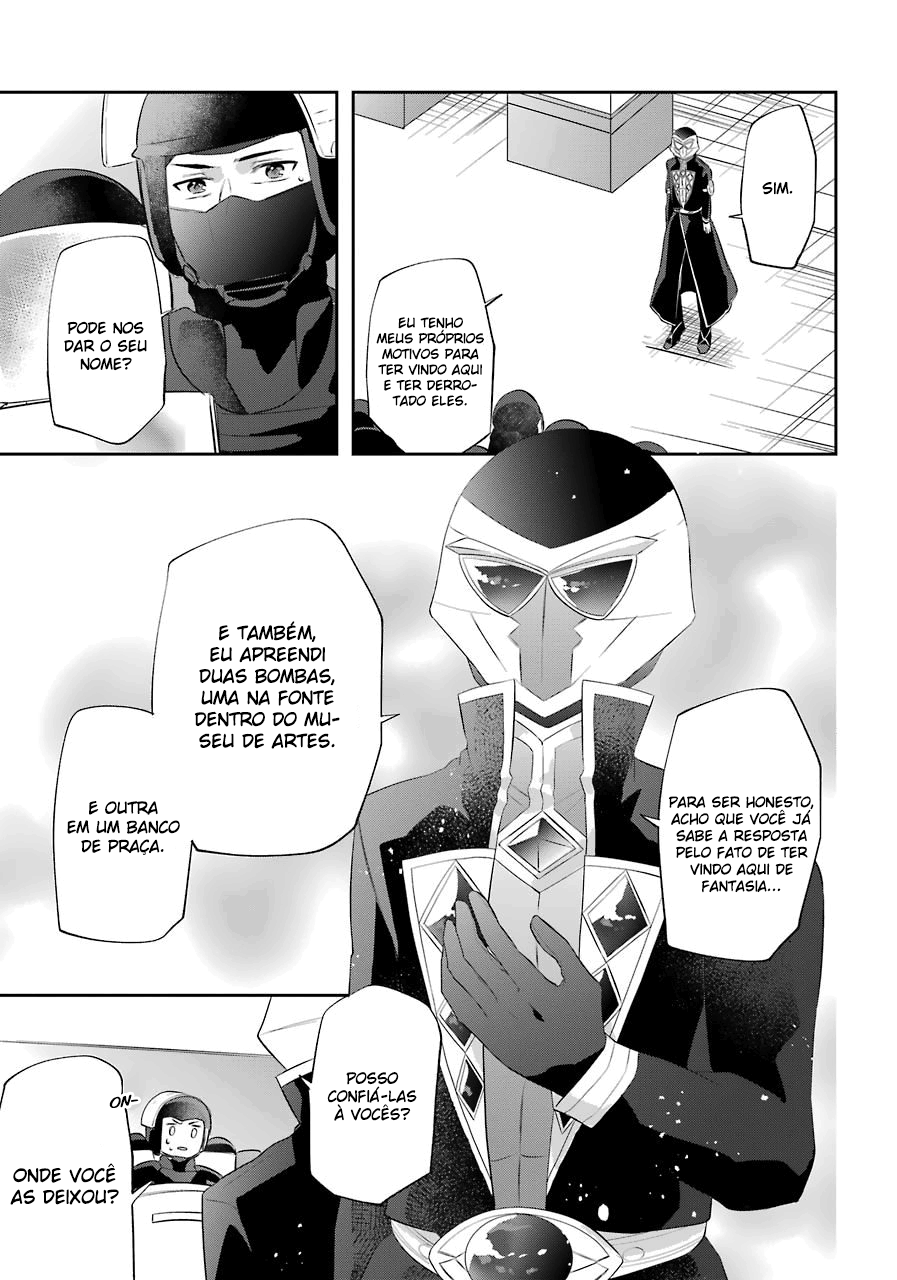 SIM.
EU TENHO
MEUS PRÓPRIOS
MOTIVOS PARA
TER VINDO AQUI
E TER DERRO-
TADO ELES.
PODE NOS
DAR O SEU
NOME?
PARA SER HONESTO,
ACHO QUE VOCÊ JÁ
SABE A RESPOSTA
PELO FATO DE TER
VINDO AQUI DE
FANTASIA...
E TAMBÉM,
EU APREENDI
DUAS BOMBAS,
UMA NA FONTE
DENTRO DO MU-
SEU DE ARTES.
E OUTRA
EM UM BANCO
DE PRAÇA.
POSSO
CONFIÁ-LAS
À VOCÊS?
ON-
ONDE VOCÊ
AS DEIXOU?